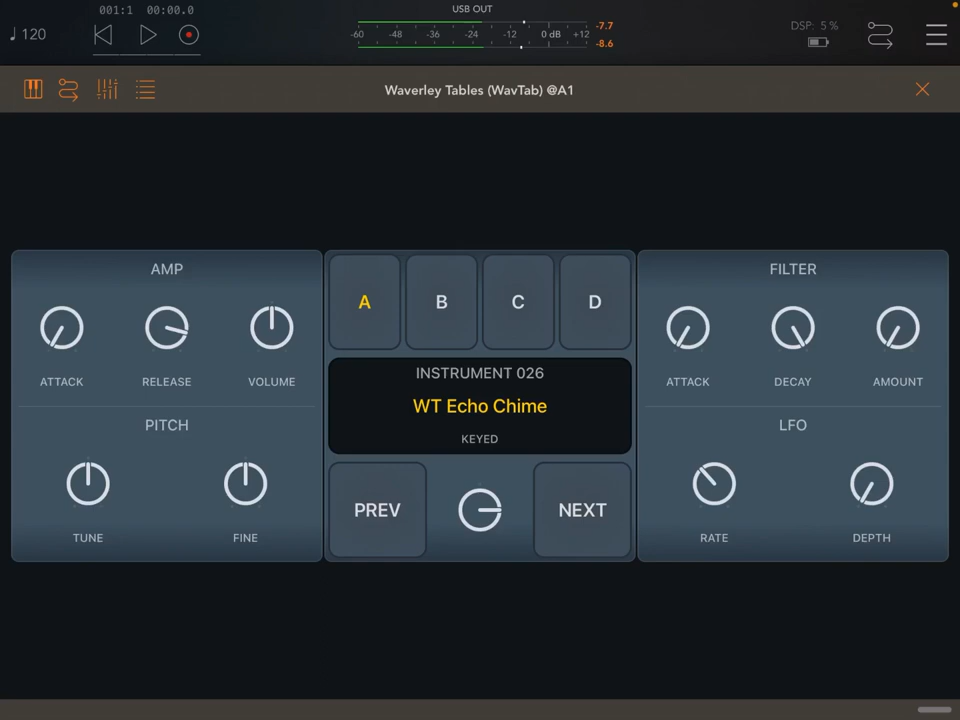 001:1 00:00.0
USB OUT
♩120
-60 -48 -36 -24 -12 0 dB +12
-7.7
-8.6
DSP: 5 %
Waverley Tables (WavTab) @A1
AMP
ATTACK RELEASE VOLUME
PITCH
TUNE FINE
A B C D
INSTRUMENT 026
WT Echo Chime
KEYED
PREV NEXT
FILTER
ATTACK DECAY AMOUNT
LFO
RATE DEPTH